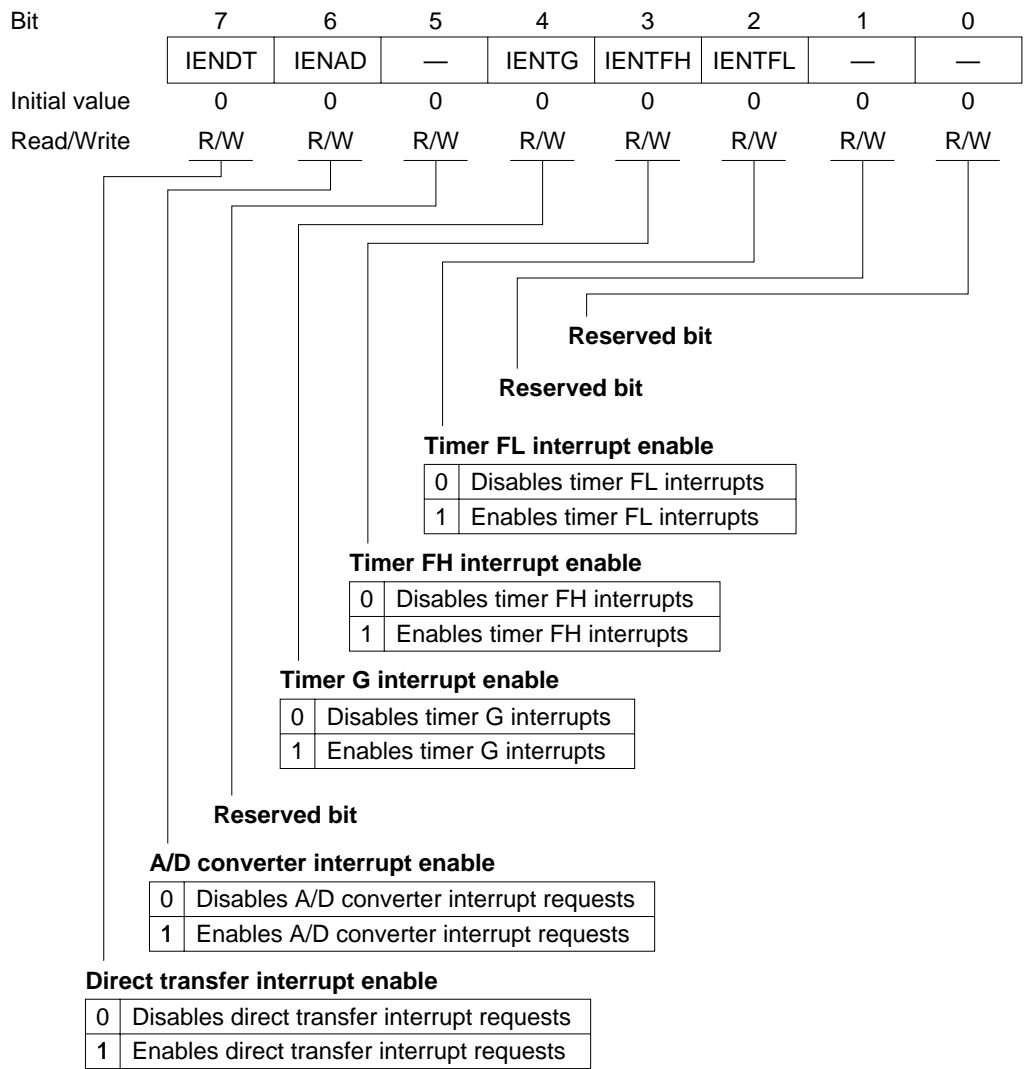 Bit 7 6 5 4 3 2 1 0
IENDT IENAD — IENTG IENTFH IENTFL — —
Initial value 0 0 0 0 0 0 0 0
Read/Write R/W R/W R/W R/W R/W R/W R/W R/W
Reserved bit
Reserved bit
Timer FL interrupt enable
0 Disables timer FL interrupts
1 Enables timer FL interrupts
Timer FH interrupt enable
0 Disables timer FH interrupts
1 Enables timer FH interrupts
Timer G interrupt enable
0 Disables timer G interrupts
1 Enables timer G interrupts
Reserved bit
A/D converter interrupt enable
0 Disables A/D converter interrupt requests
1 Enables A/D converter interrupt requests
Direct transfer interrupt enable
0 Disables direct transfer interrupt requests
1 Enables direct transfer interrupt requests